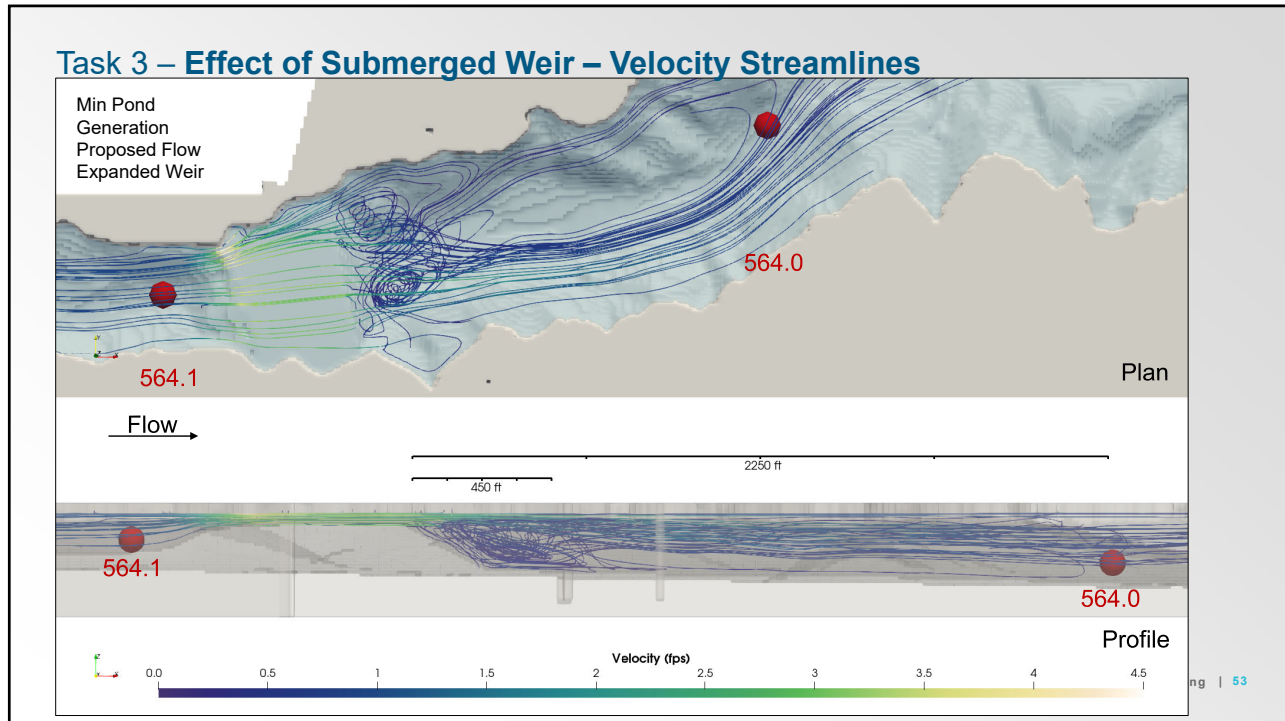 Task 3 – Effect of Submerged Weir – Velocity Streamlines
Min Pond
Generation
Proposed Flow
Expanded Weir
564.0
564.1
Plan
Flow
2250 ft
450 ft
564.1
564.0
Profile
Velocity (fps)
0.0 0.5 1 1.5 2 2.5 3 3.5 4 4.5
ng | 53